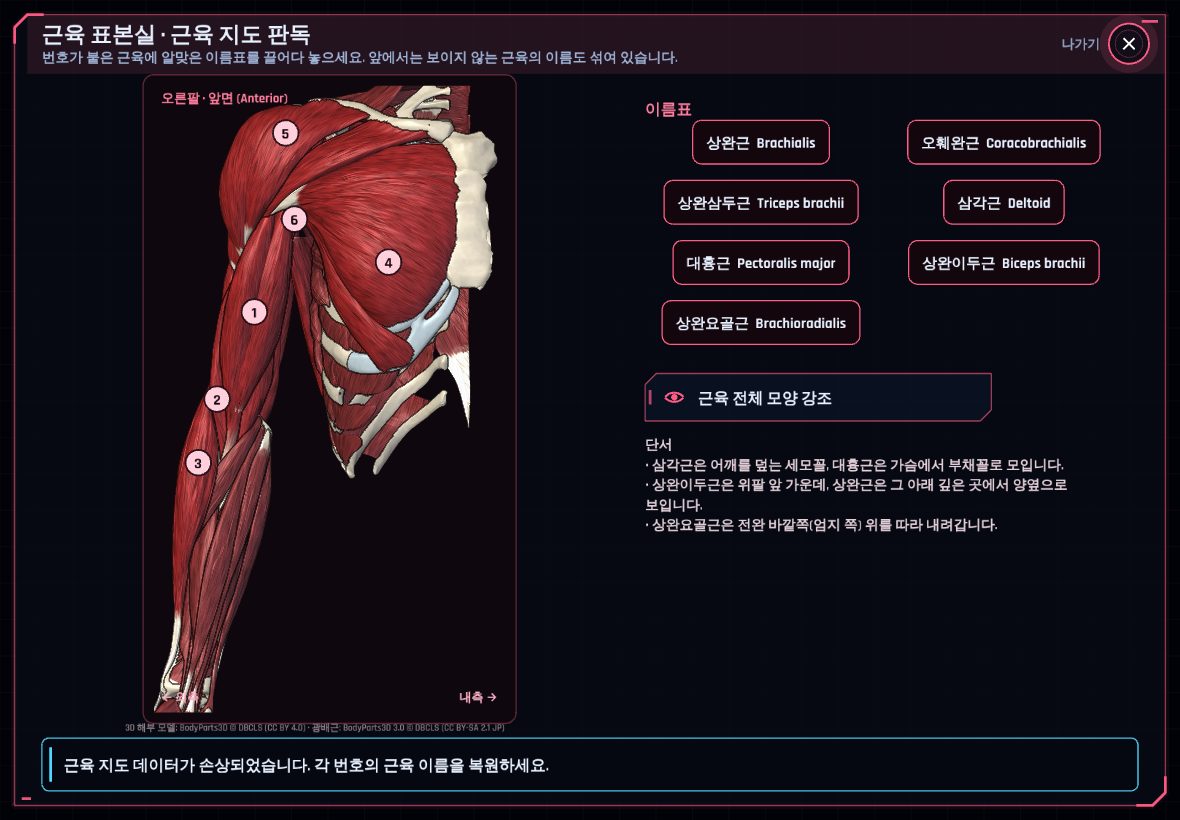 근육 표본실 · 근육 지도 판독
번호가 붙은 근육에 알맞은 이름표를 끌어다 놓으세요. 앞에서는 보이지 않는 근육의 이름도 섞여 있습니다.
나가기
오른팔 · 앞면 (Anterior)
5
6
4
1
2
3
내측 →
3D 해부 모델: BodyParts3D © DBCLS (CC BY 4.0) · 광배근: BodyParts3D 3.0 © DBCLS (CC BY-SA 2.1 JP)
이름표
상완근 Brachialis
오훼완근 Coracobrachialis
상완삼두근 Triceps brachii
삼각근 Deltoid
대흉근 Pectoralis major
상완이두근 Biceps brachii
상완요골근 Brachioradialis
근육 전체 모양 강조
단서
· 삼각근은 어깨를 덮는 세모꼴, 대흉근은 가슴에서 부채꼴로 모입니다.
· 상완이두근은 위팔 앞 가운데, 상완근은 그 아래 깊은 곳에서 양옆으로
보입니다.
· 상완요골근은 전완 바깥쪽(엄지 쪽) 위를 따라 내려갑니다.
근육 지도 데이터가 손상되었습니다. 각 번호의 근육 이름을 복원하세요.